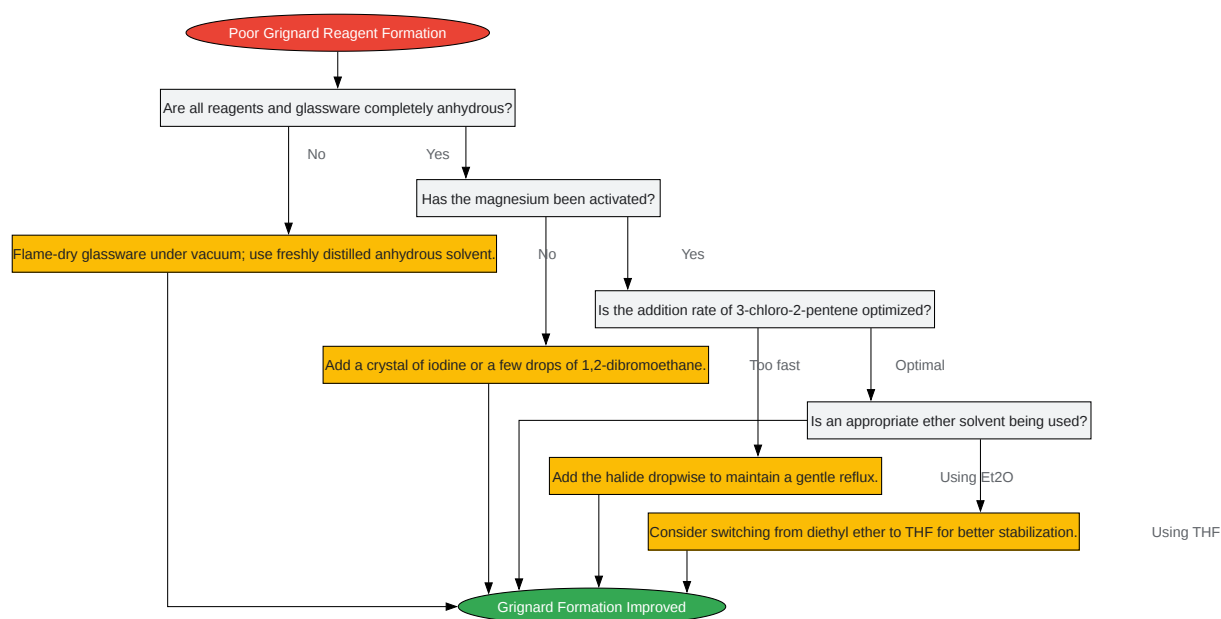 Poor Grignard Reagent Formation
Are all reagents and glassware completely anhydrous?
No
Yes
Has the magnesium been activated?
Flame-dry glassware under vacuum; use freshly distilled anhydrous solvent.
No
Yes
Is the addition rate of 3-chloro-2-pentene optimized?
Add a crystal of iodine or a few drops of 1,2-dibromoethane.
Too fast
Optimal
Is an appropriate ether solvent being used?
Add the halide dropwise to maintain a gentle reflux.
Using Et2O
Consider switching from diethyl ether to THF for better stabilization.
Using THF
Grignard Formation Improved